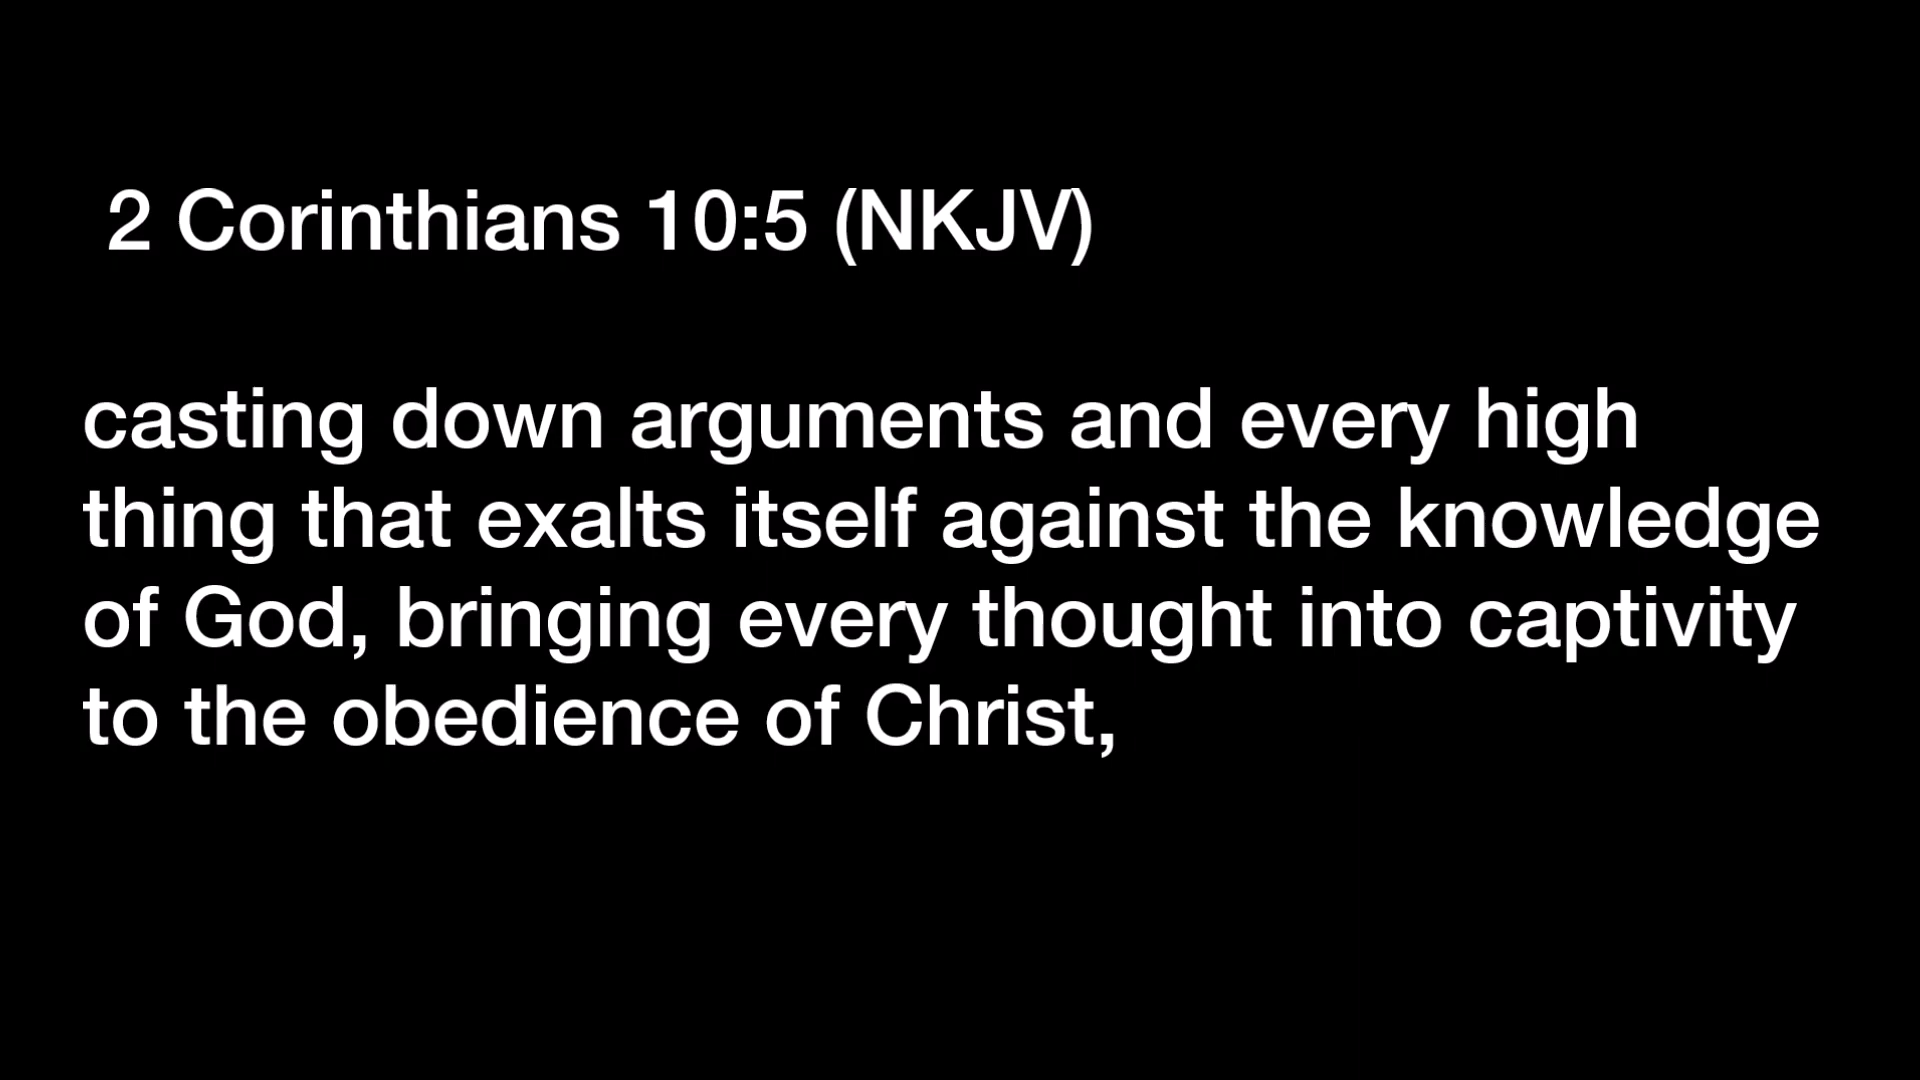 2 Corinthians 10:5 (NKJV)
casting down arguments and every high
thing that exalts itself against the knowledge
of God, bringing every thought into captivity
to the obedience of Christ,